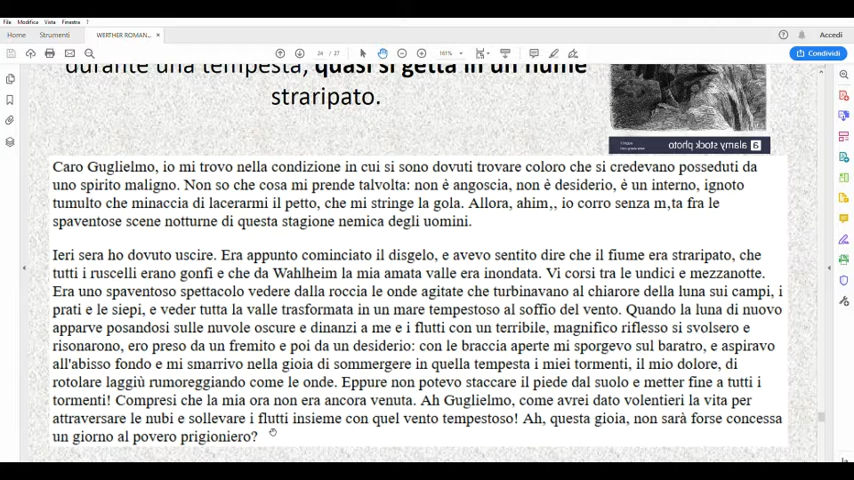 File Modifica Vista Finestra ?
Home Strumenti WERTHER ROMAN... × Accedi
24 / 27 161% Condividi
durante una tempesta, quasi si getta in un fiume
straripato.
a alamy stock photo
Caro Guglielmo, io mi trovo nella condizione in cui si sono dovuti trovare coloro che si credevano posseduti da
uno spirito maligno. Non so che cosa mi prende talvolta: non è angoscia, non è desiderio, è un interno, ignoto
tumulto che minaccia di lacerarmi il petto, che mi stringe la gola. Allora, ahim,, io corro senza m,ta fra le
spaventose scene notturne di questa stagione nemica degli uomini.
Ieri sera ho dovuto uscire. Era appunto cominciato il disgelo, e avevo sentito dire che il fiume era straripato, che
tutti i ruscelli erano gonfi e che da Wahlheim la mia amata valle era inondata. Vi corsi tra le undici e mezzanotte.
Era uno spaventoso spettacolo vedere dalla roccia le onde agitate che turbinavano al chiarore della luna sui campi, i
prati e le siepi, e veder tutta la valle trasformata in un mare tempestoso al soffio del vento. Quando la luna di nuovo
apparve posandosi sulle nuvole oscure e dinanzi a me e i flutti con un terribile, magnifico riflesso si svolsero e
risonarono, ero preso da un fremito e poi da un desiderio: con le braccia aperte mi sporgevo sul baratro, e aspiravo
all'abisso fondo e mi smarrivo nella gioia di sommergere in quella tempesta i miei tormenti, il mio dolore, di
rotolare laggiù rumoreggiando come le onde. Eppure non potevo staccare il piede dal suolo e metter fine a tutti i
tormenti! Compresi che la mia ora non era ancora venuta. Ah Guglielmo, come avrei dato volentieri la vita per
attraversare le nubi e sollevare i flutti insieme con quel vento tempestoso! Ah, questa gioia, non sarà forse concessa
un giorno al povero prigioniero?